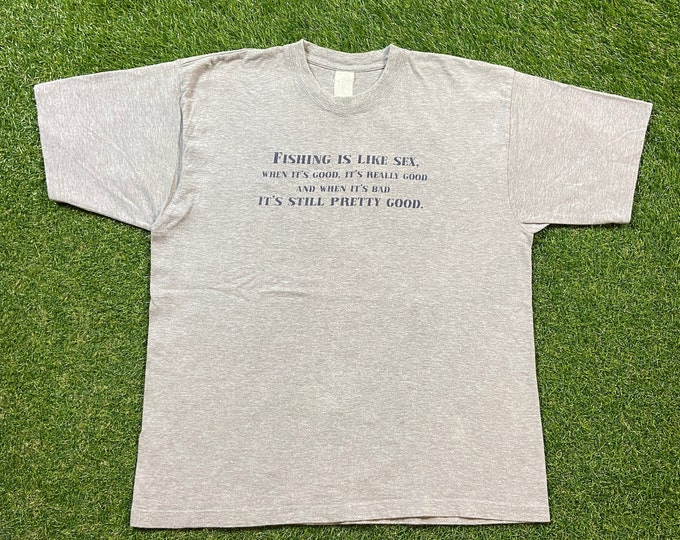 FISHING IS LIKE SEX,
WHEN IT'S GOOD, IT'S REALLY GOOD
AND WHEN IT'S BAD
IT'S STILL PRETTY GOOD.